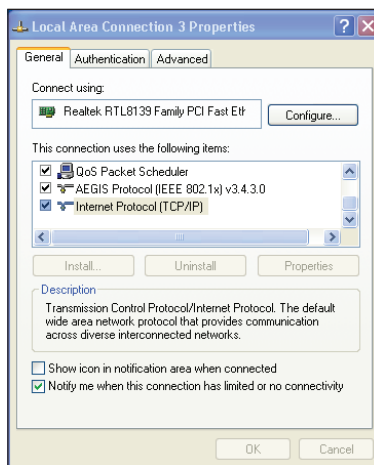 Local Area Connection 3 Properties
General
Authentication
Advanced
Connect using:
Realtek RTL8139 Family PCI Fast Eth
Configure...
This connection uses the following items:
QoS Packet Scheduler
AEGIS Protocol (IEEE 802.1x) v3.4.3.0
Internet Protocol (TCP/IP)
Install...
Uninstall
Properties
Description
Transmission Control Protocol/Internet Protocol. The default
wide area network protocol that provides communication
across diverse interconnected networks.
Show icon in notification area when connected
Notify me when this connection has limited or no connectivity
OK
Cancel